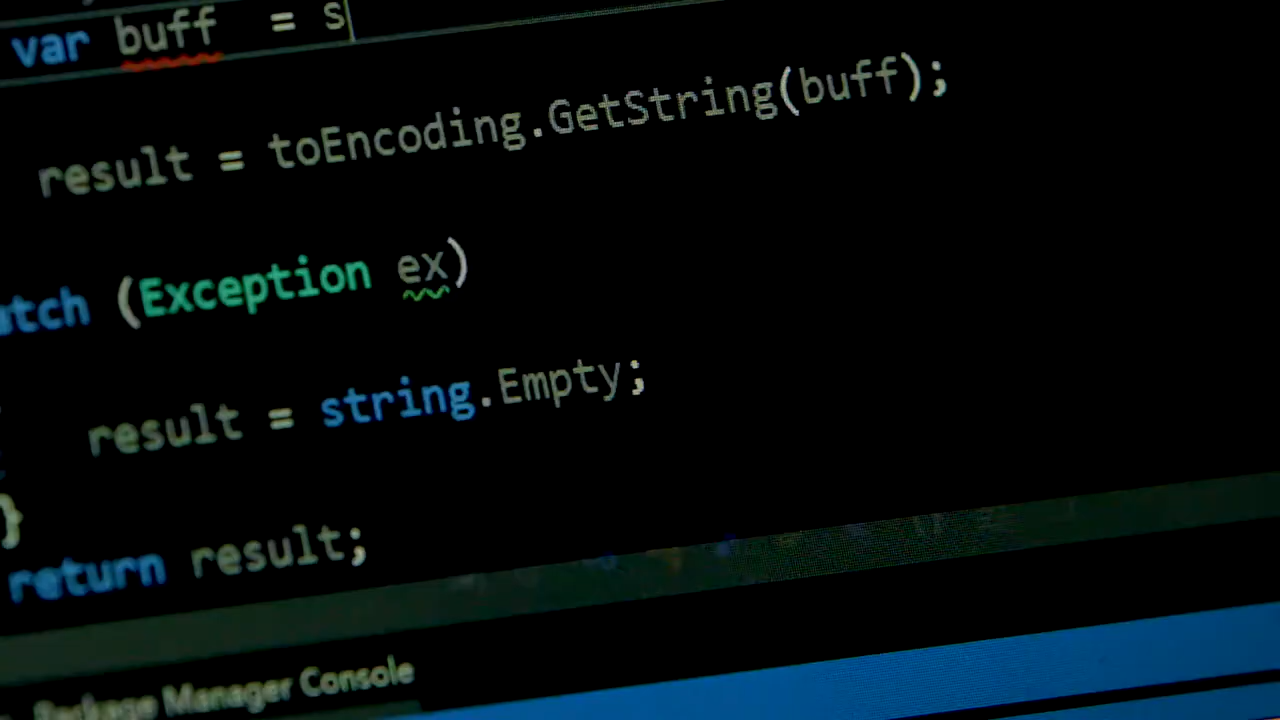 var buff = s
result = toEncoding.GetString(buff);
atch (Exception ex)
result = string.Empty;
}
return result;
Package Manager Console